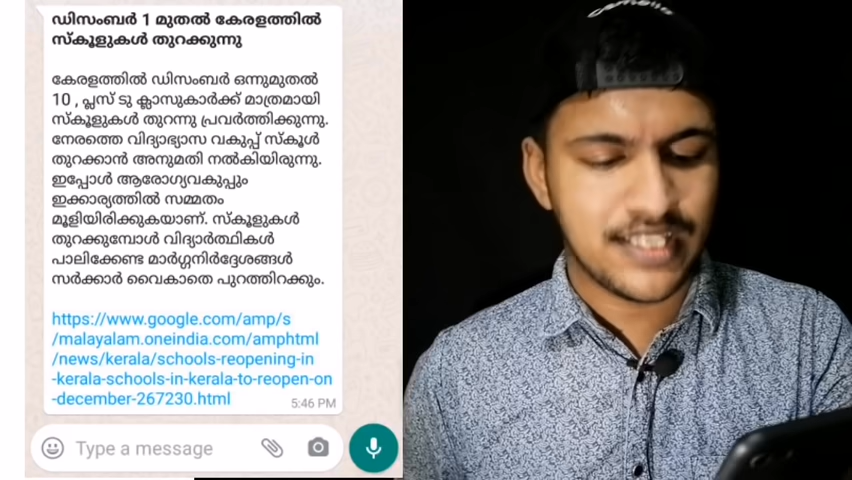 ഡിസംബർ 1 മുതൽ കേരളത്തിൽ
സ്കൂളുകൾ തുറക്കുന്നു
കേരളത്തിൽ ഡിസംബർ ഒന്നുമുതൽ
10 , പ്ലസ് ടു ക്ലാസുകാർക്ക് മാത്രമായി
സ്കൂളുകൾ തുറന്നു പ്രവർത്തിക്കുന്നു.
നേരത്തെ വിദ്യാഭ്യാസ വകുപ്പ് സ്കൂൾ
തുറക്കാൻ അനുമതി നൽകിയിരുന്നു.
ഇപ്പോൾ ആരോഗ്യവകുപ്പും
ഇക്കാര്യത്തിൽ സമ്മതം
മൂളിയിരിക്കുകയാണ്. സ്കൂളുകൾ
തുറക്കുമ്പോൾ വിദ്യാർത്ഥികൾ
പാലിക്കേണ്ട മാർഗ്ഗനിർദ്ദേശങ്ങൾ
സർക്കാർ വൈകാതെ പുറത്തിറക്കും.
https://www.google.com/amp/s
/malayalam.oneindia.com/amphtml
/news/kerala/schools-reopening-in
-kerala-schools-in-kerala-to-reopen-on
-december-267230.html
5:46 PM
Type a message